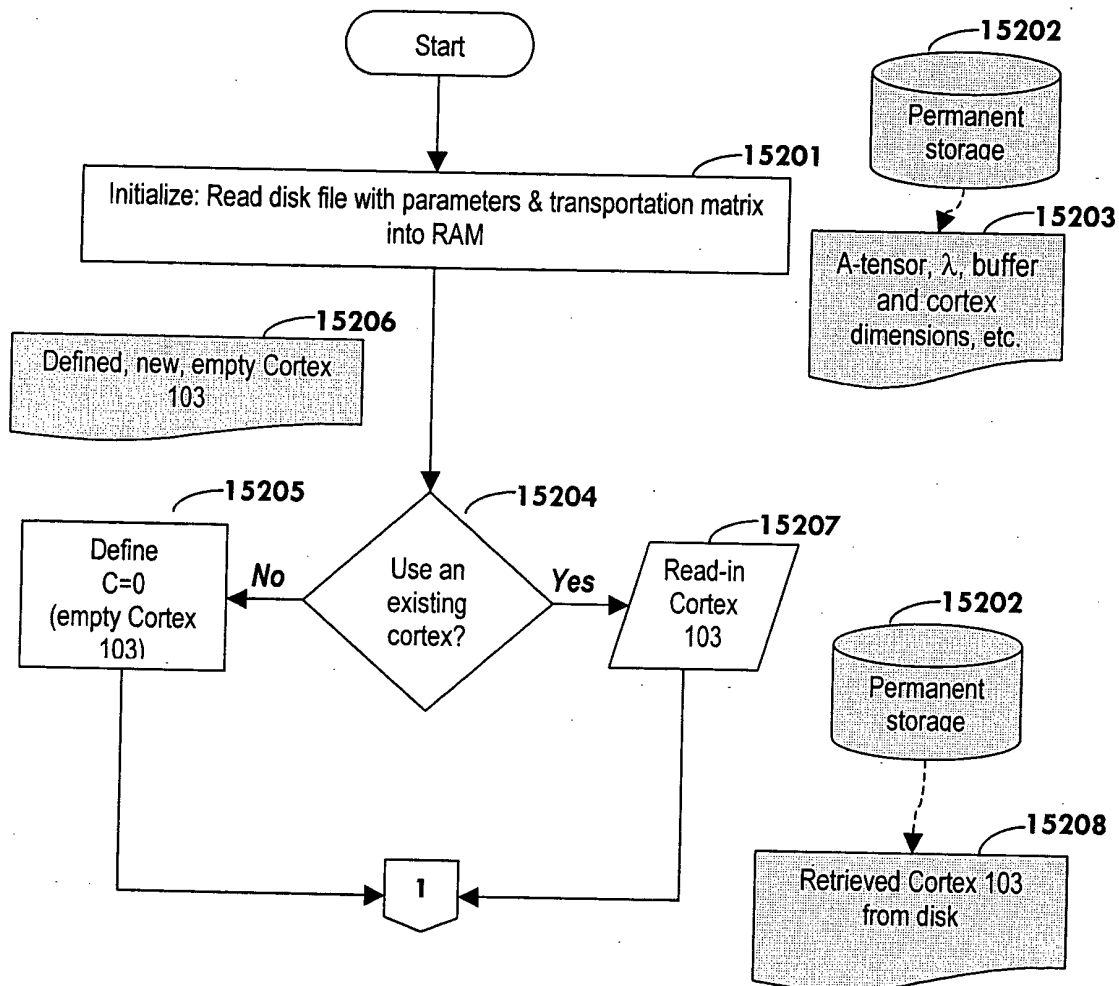 Start
15202
Permanent
storage
15201
Initialize: Read disk file with parameters & transportation matrix
into RAM
15203
A-tensor, λ, buffer
and cortex
dimensions, etc.
15206
Defined, new, empty Cortex
103
15205
Define
C=0
(empty Cortex
103)
No
15204
Use an
existing
cortex?
Yes
15207
Read-in
Cortex
103
15202
Permanent
storage
1
15208
Retrieved Cortex 103
from disk